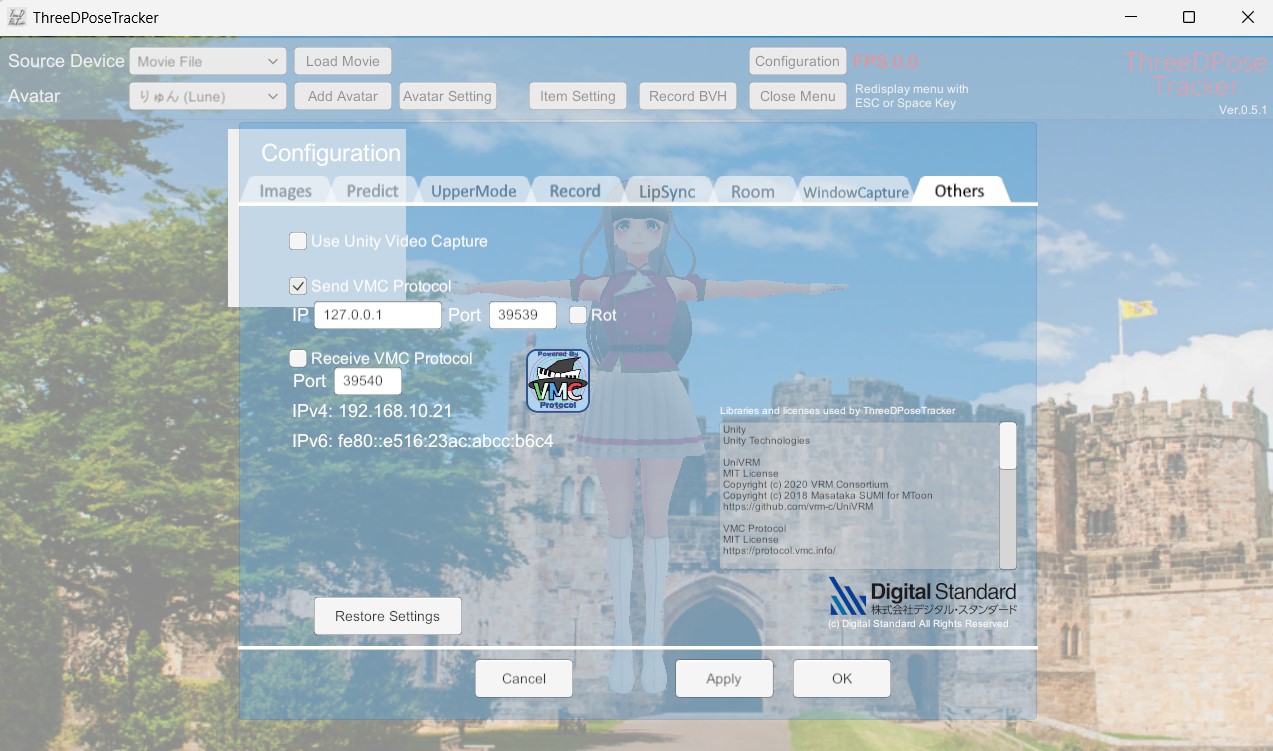 ThreeDPoseTracker
Source Device Movie File Load Movie Configuration FPS:0.0
Avatar りゅん (Lune) Add Avatar Avatar Setting Item Setting Record BVH Close Menu
Redisplay menu with
ESC or Space Key
ThreeDPose
Tracker
Ver.0.5.1
Configuration
Images Predict UpperMode Record LipSync Room WindowCapture Others
Use Unity Video Capture
Send VMC Protocol
IP 127.0.0.1 Port 39539 Rot
Receive VMC Protocol
Port 39540
IPv4: 192.168.10.21
IPv6: fe80::e516:23ac:abcc:b6c4
Powered By
VMC
Protocol
Libraries and licenses used by ThreeDPoseTracker
Unity
Unity Technologies
UniVRM
MIT License
Copyright (c) 2020 VRM Consortium
Copyright (c) 2018 Masataka SUMI for MToon
https://github.com/vrm-c/UniVRM
VMC Protocol
MIT License
https://protocol.vmc.info/
Digital Standard
株式会社デジタル・スタンダード
(c) Digital Standard All Rights Reserved.
Restore Settings
Cancel Apply OK